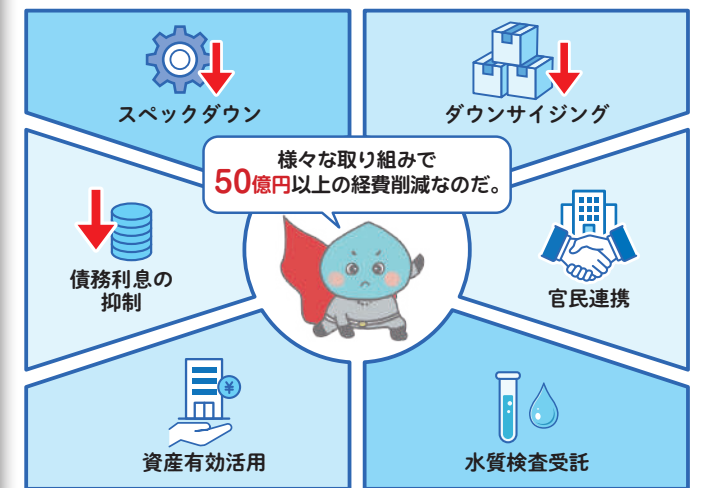 スペックダウン
ダウンサイジング
様々な取り組みで
50億円以上の経費削減なのだ。
債務利息の
抑制
官民連携
¥
資産有効活用
水質検査受託